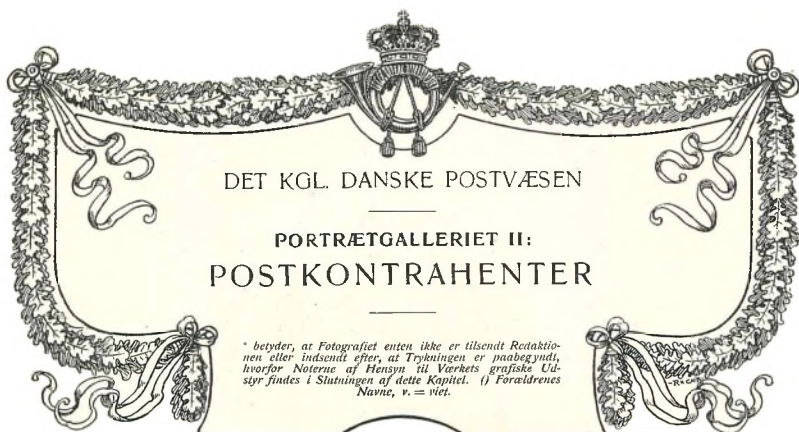 DET KGL. DANSKE POSTVÆSEN
PORTRÆTGALLERIET II:
POSTKONTRAHENTER
* betyder, at Fotografiet enten ikke er tilsendt Redaktio-
nen eller indsendt efter, at Trykningen er paabegyndt,
hvorfor Noterne af Hensyn til Værkets grafiske Ud-
styr findes i Slutningen af dette Kapitel. () Forældrenes
Navne, v. = viet.